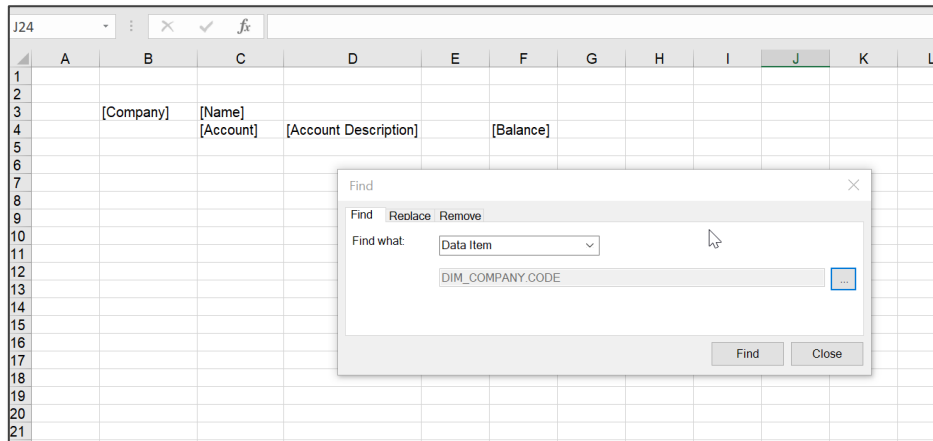 J24 fx
A B C D E F G H I J K L
1
2
3 [Company] [Name]
4 [Account] [Account Description] [Balance]
5
6
7
8
9
10
11
12
13
14
15
16
17
18
19
20
21
Find
Find Replace Remove
Find what: Data Item
DIM_COMPANY.CODE ...
Find Close